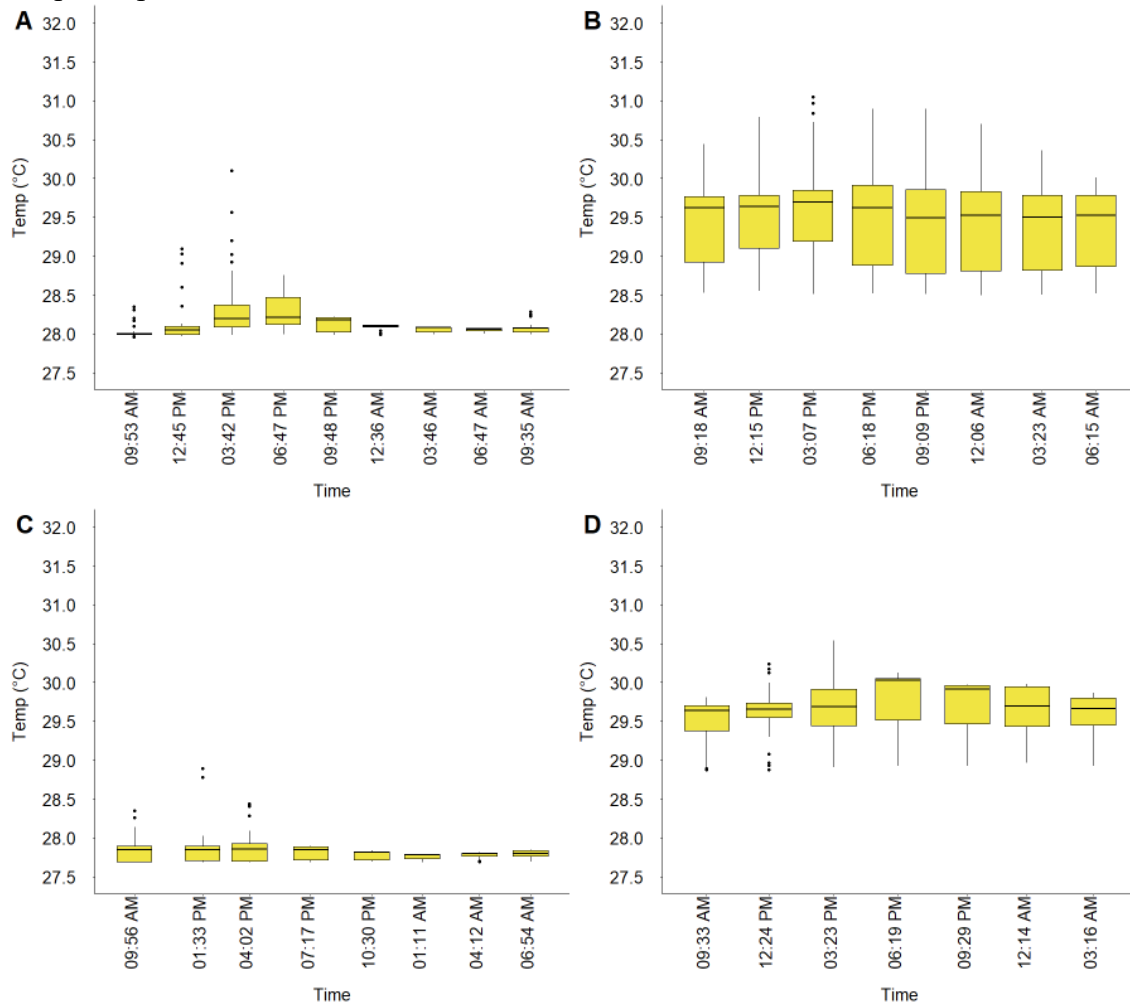 A
32.0
31.5
31.0
30.5
30.0
29.5
29.0
28.5
28.0
27.5
Temp (°C)
09:53 AM
12:45 PM
03:42 PM
06:47 PM
09:48 PM
12:36 AM
03:46 AM
06:47 AM
09:35 AM
Time
B
32.0
31.5
31.0
30.5
30.0
29.5
29.0
28.5
28.0
27.5
Temp (°C)
09:18 AM
12:15 PM
03:07 PM
06:18 PM
09:09 PM
12:06 AM
03:23 AM
06:15 AM
Time
C
32.0
31.5
31.0
30.5
30.0
29.5
29.0
28.5
28.0
27.5
Temp (°C)
09:56 AM
01:33 PM
04:02 PM
07:17 PM
10:30 PM
01:11 AM
04:12 AM
06:54 AM
Time
D
32.0
31.5
31.0
30.5
30.0
29.5
29.0
28.5
28.0
27.5
Temp (°C)
09:33 AM
12:24 PM
03:23 PM
06:19 PM
09:29 PM
12:14 AM
03:16 AM
Time